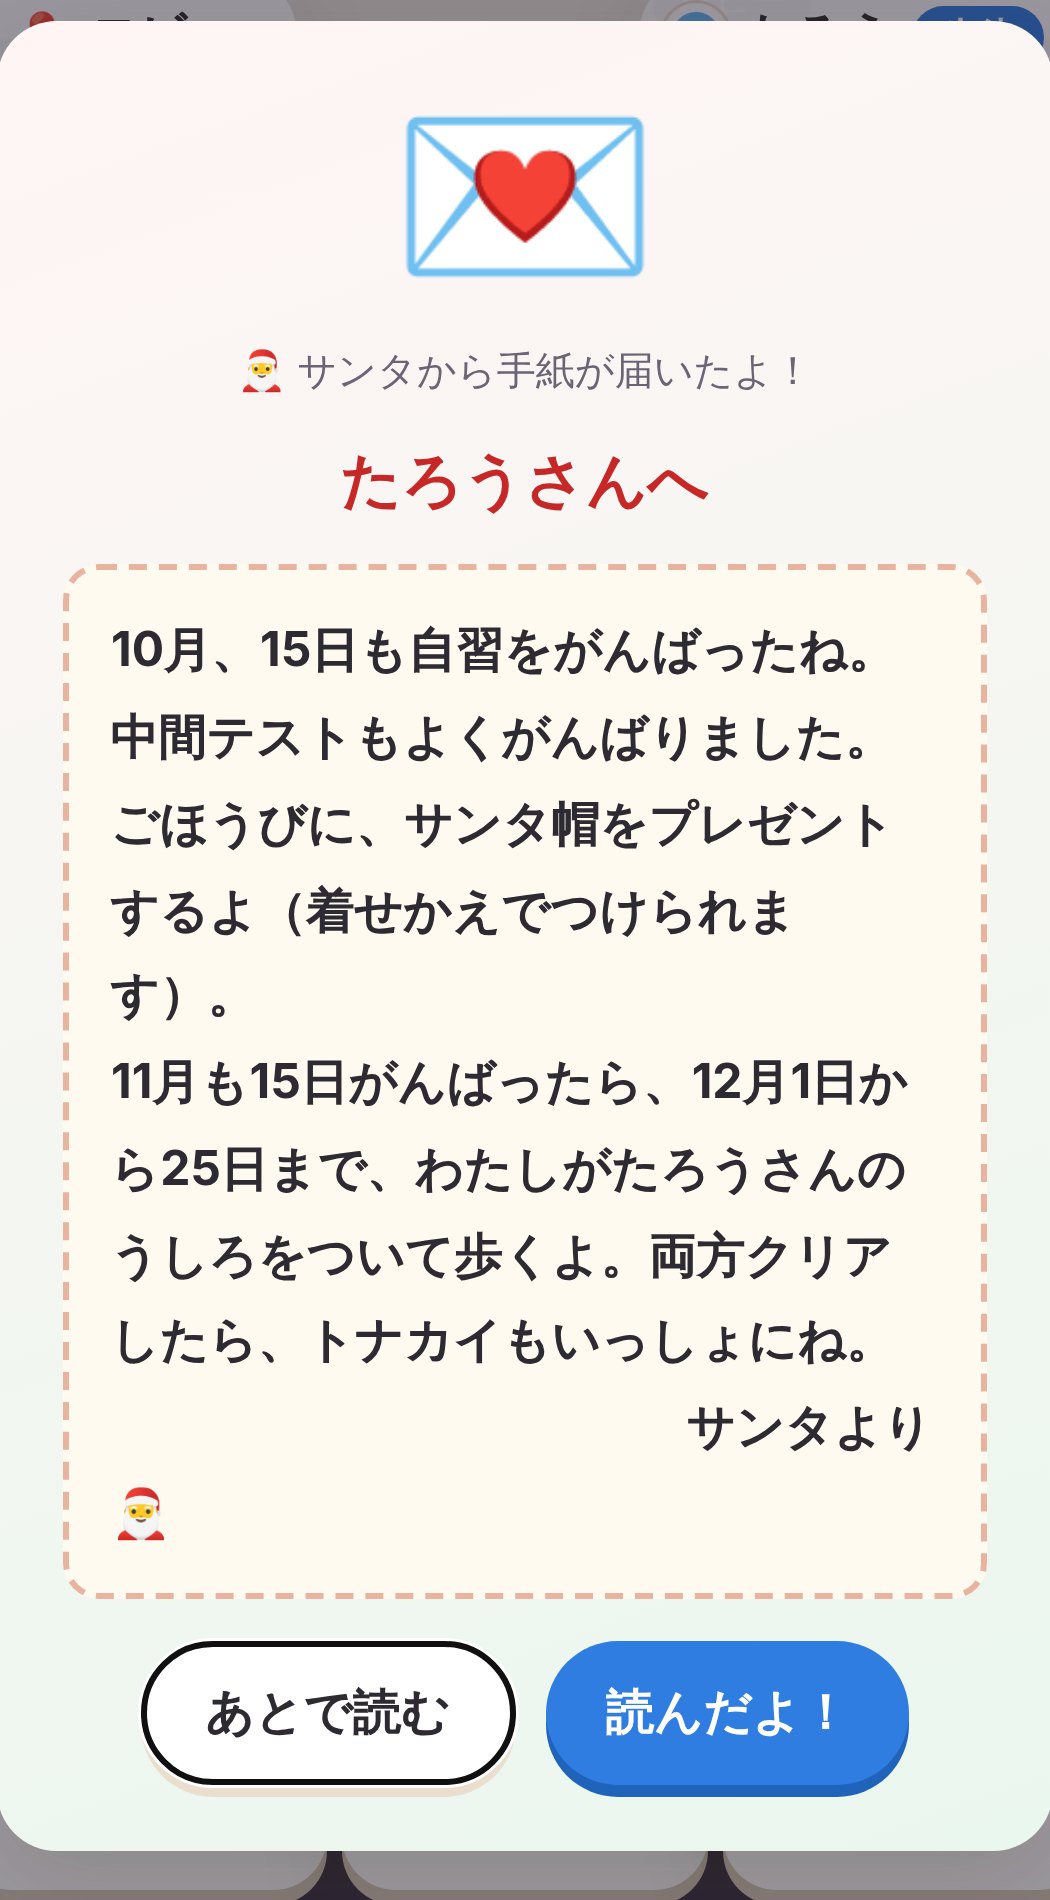 サンタから手紙が届いたよ！
たろうさんへ
10月、15日も自習をがんばったね。
中間テストもよくがんばりました。
ごほうびに、サンタ帽をプレゼント
するよ（着せかえでつけられま
す）。
11月も15日がんばったら、12月1日か
ら25日まで、わたしがたろうさんの
うしろをついて歩くよ。両方クリア
したら、トナカイもいっしょにね。
サンタより
あとで読む
読んだよ！